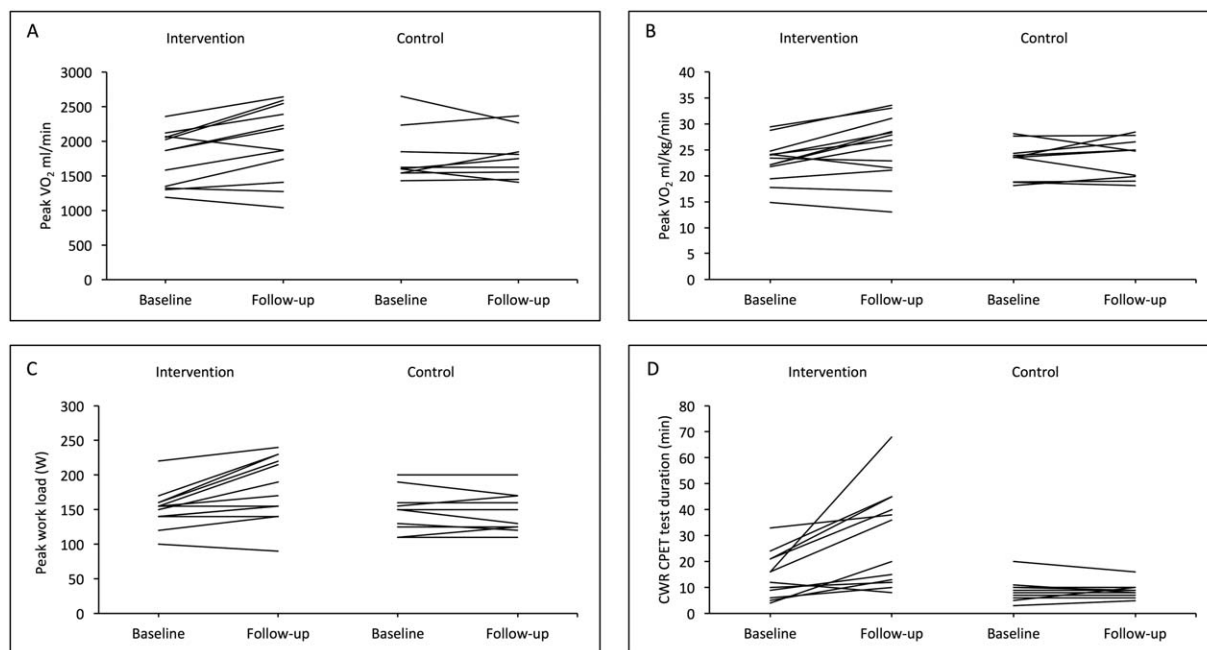 A
Intervention Control
Peak VO2 ml/min
3000
2500
2000
1500
1000
500
0
Baseline Follow-up Baseline Follow-up
B
Intervention Control
Peak VO2 ml/kg/min
40
35
30
25
20
15
10
5
0
Baseline Follow-up Baseline Follow-up
C
Intervention Control
Peak work load (W)
300
250
200
150
100
50
0
Baseline Follow-up Baseline Follow-up
D
Intervention Control
CWR CPET test duration (min)
80
70
60
50
40
30
20
10
0
Baseline Follow-up Baseline Follow-up